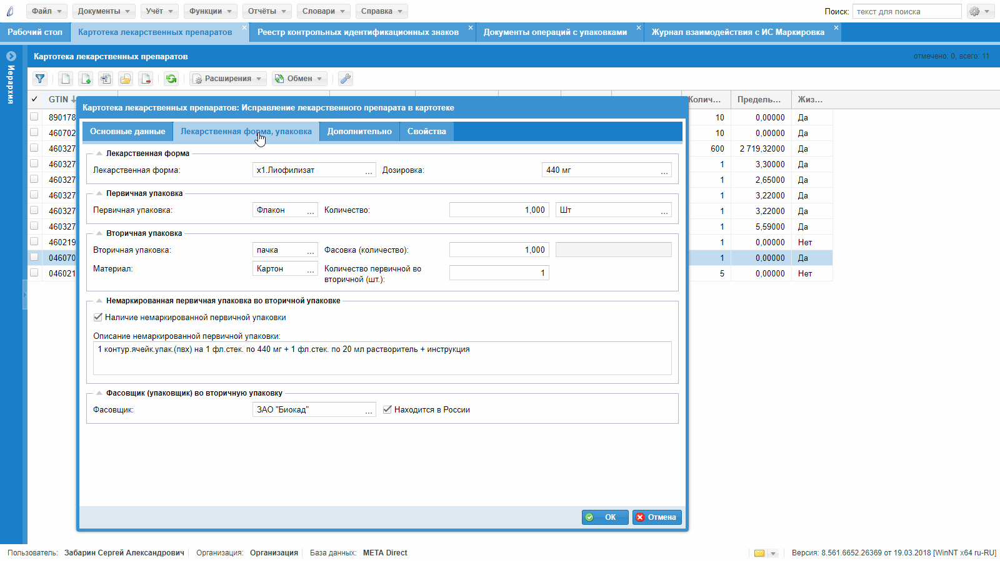 Файл Документы Учёт Функции Отчёты Словари Справка Поиск: текст для поиска
Рабочий стол Картотека лекарственных препаратов Реестр контрольных идентификационных знаков Документы операций с упаковками Журнал взаимодействия с ИС Маркировка
Иерархия
Картотека лекарственных препаратов отмечено: 0, всего: 11
Расширения Обмен
GTIN Колич... Предель... Жиз...
890178 10 0,00000 Да
460702 10 0,00000 Да
460327 600 2 719,32000 Да
460327 1 3,30000 Да
460327 1 2,65000 Да
460327 1 3,22000 Да
460327 1 3,22000 Да
460327 1 5,59000 Да
460219 1 0,00000 Нет
046070 1 0,00000 Да
046021 5 0,00000 Нет
Картотека лекарственных препаратов: Исправление лекарственного препарата в картотеке
Основные данные Лекарственная форма, упаковка Дополнительно Свойства
Лекарственная форма
Лекарственная форма: х1.Лиофилизат ... Дозировка: 440 мг ...
Первичная упаковка
Первичная упаковка: Флакон ... Количество: 1,000 Шт ...
Вторичная упаковка
Вторичная упаковка: пачка ... Фасовка (количество): 1,000
Материал: Картон ... Количество первичной во
вторичной (шт.): 1
Немаркированная первичная упаковка во вторичной упаковке
Наличие немаркированной первичной упаковки
Описание немаркированной первичной упаковки:
1 контур.ячейк.упак.(пвх) на 1 фл.стек. по 440 мг + 1 фл.стек. по 20 мл растворитель + инструкция
Фасовщик (упаковщик) во вторичную упаковку
Фасовщик: ЗАО "Биокад" ... Находится в России
ОК Отмена
Пользователь: Забарин Сергей Александрович Организация: Организация База данных: META Direct Версия: 8.561.6652.26369 от 19.03.2018 [WinNT x64 ru-RU]